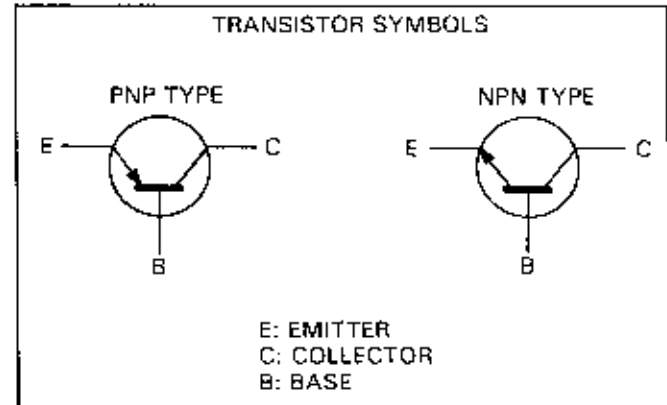 TRANSISTOR SYMBOLS
PNP TYPE
NPN TYPE
E
C
E
C
B
B
E: EMITTER
C: COLLECTOR
B: BASE